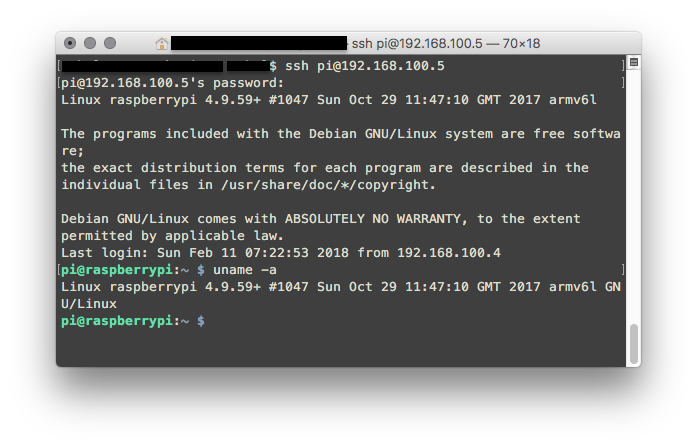 ssh pi@192.168.100.5 — 70×18
$ ssh pi@192.168.100.5
pi@192.168.100.5's password:
Linux raspberrypi 4.9.59+ #1047 Sun Oct 29 11:47:10 GMT 2017 armv6l
The programs included with the Debian GNU/Linux system are free softwa
re;
the exact distribution terms for each program are described in the
individual files in /usr/share/doc/*/copyright.
Debian GNU/Linux comes with ABSOLUTELY NO WARRANTY, to the extent
permitted by applicable law.
Last login: Sun Feb 11 07:22:53 2018 from 192.168.100.4
pi@raspberrypi:~ $ uname -a
Linux raspberrypi 4.9.59+ #1047 Sun Oct 29 11:47:10 GMT 2017 armv6l GN
U/Linux
pi@raspberrypi:~ $